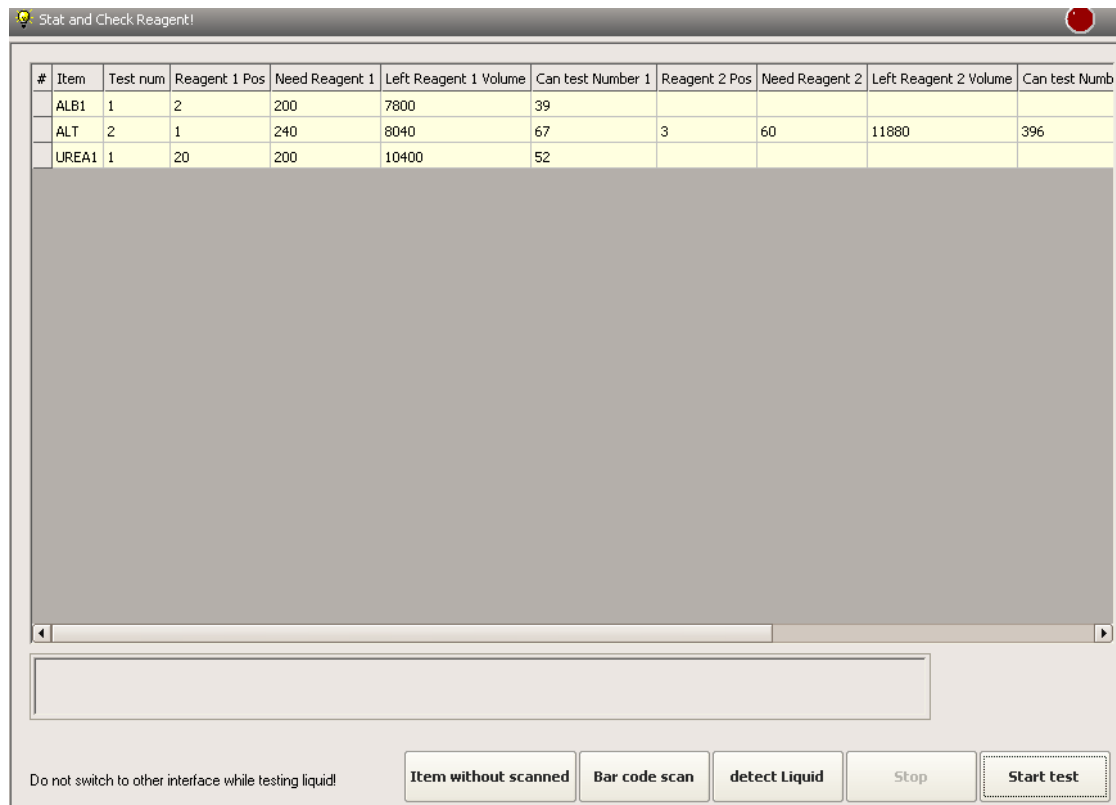 Stat and Check Reagent!
# Item Test num Reagent 1 Pos Need Reagent 1 Left Reagent 1 Volume Can test Number 1 Reagent 2 Pos Need Reagent 2 Left Reagent 2 Volume Can test Numb
ALB1 1 2 200 7800 39
ALT 2 1 240 8040 67 3 60 11880 396
UREA1 1 20 200 10400 52
Do not switch to other interface while testing liquid! Item without scanned Bar code scan detect Liquid Stop Start test